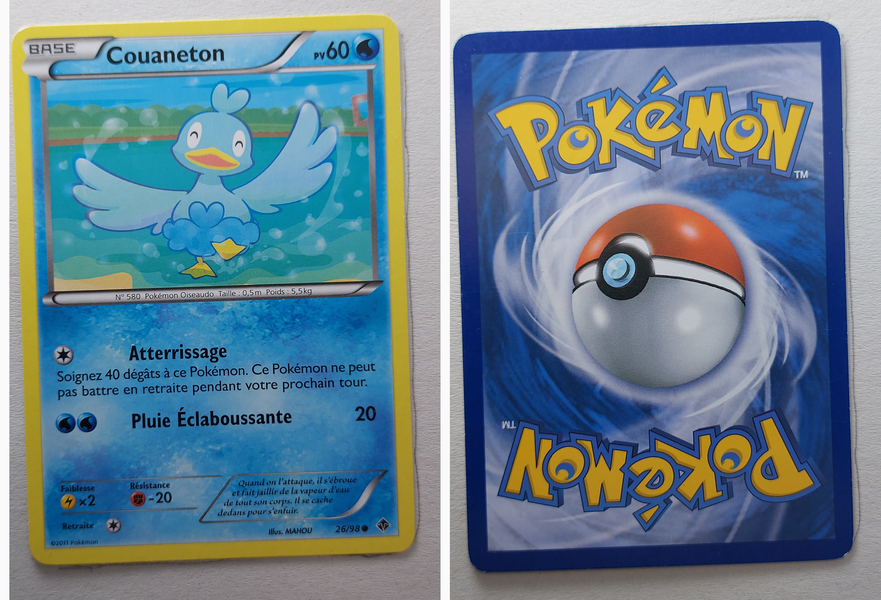 BASE
Couaneton
PV60
N° 580 Pokémon Oiseaudo Taille : 0,5m Poids : 5,5kg
Atterrissage
Soignez 40 dégâts à ce Pokémon. Ce Pokémon ne peut
pas battre en retraite pendant votre prochain tour.
Pluie Éclaboussante 20
Faiblesse
×2
Résistance
-20
Retraite
Quand on l'attaque, il s'ébroue
et fait jaillir de la vapeur d'eau
de tout son corps. Il se cache
dedans pour s'enfuir.
Illus. MAHOU
26/98
©2011 Pokémon
POKéMON
TM
POKéMON
TM